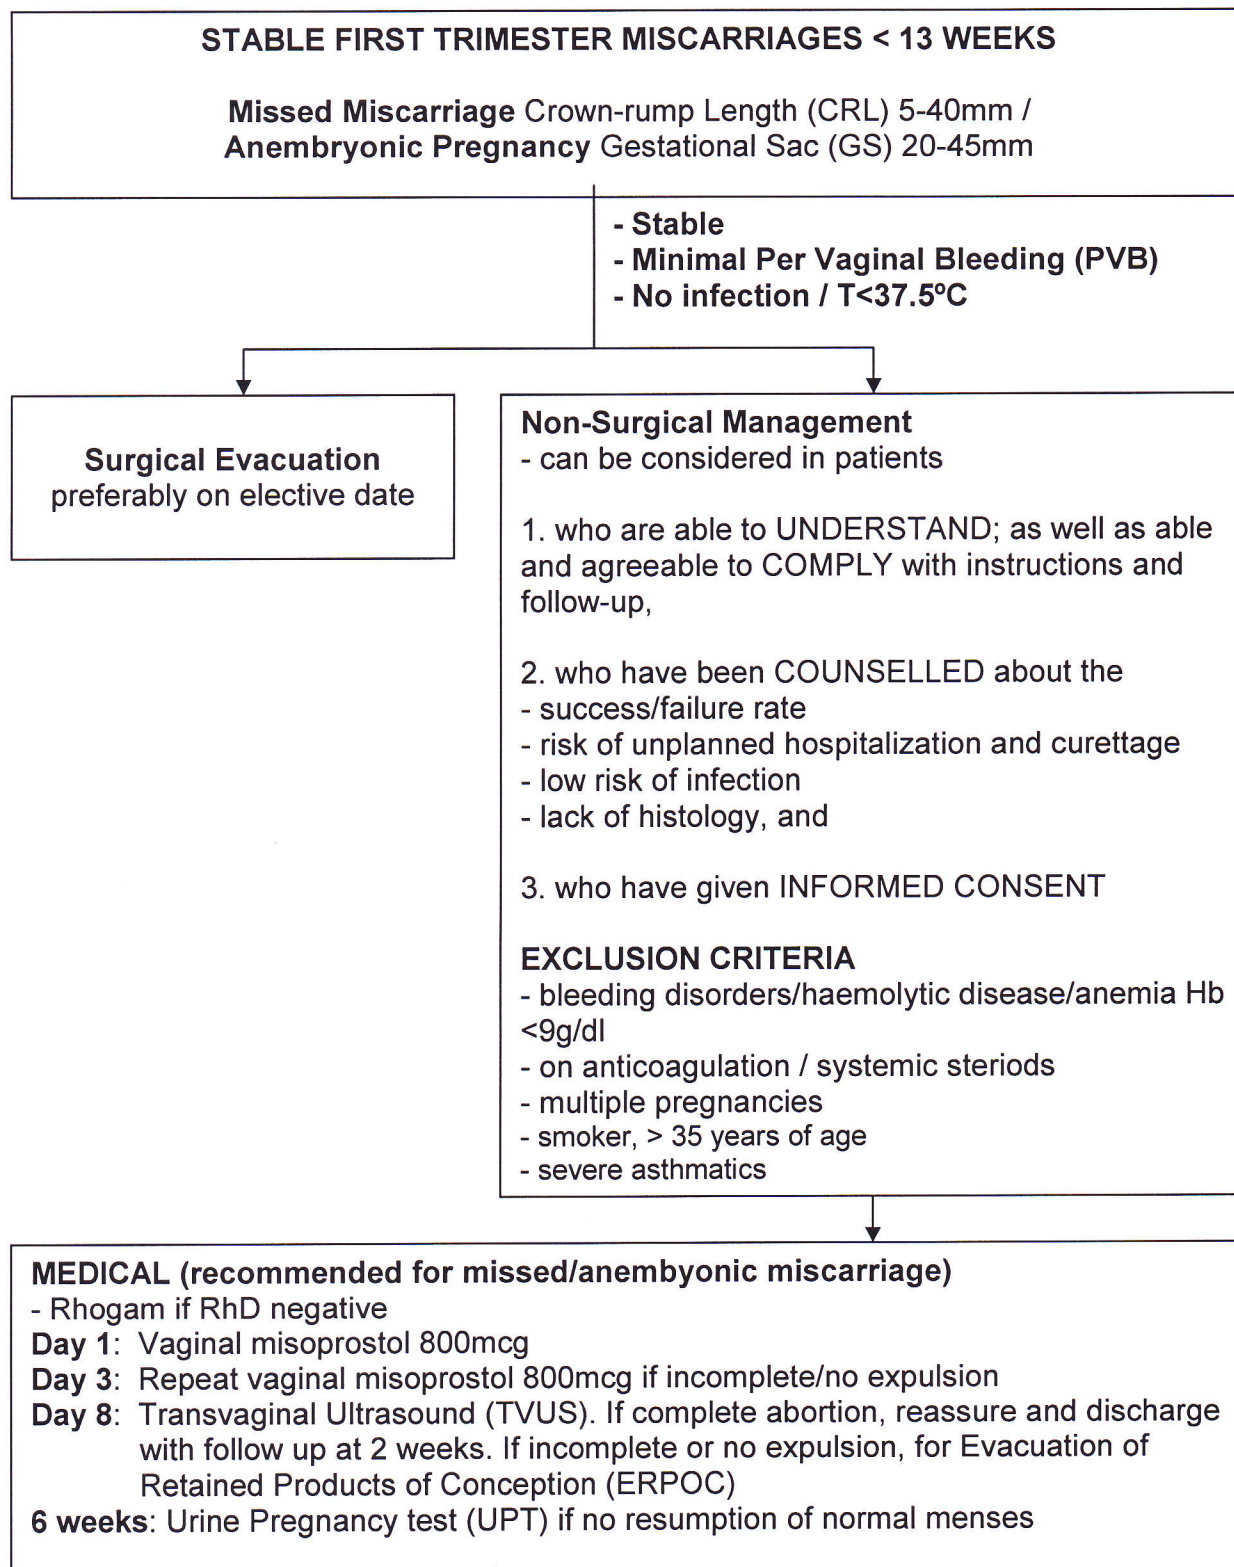 STABLE FIRST TRIMESTER MISCARRIAGES < 13 WEEKS
Missed Miscarriage Crown-rump Length (CRL) 5-40mm /
Anembryonic Pregnancy Gestational Sac (GS) 20-45mm
- Stable
- Minimal Per Vaginal Bleeding (PVB)
- No infection / T<37.5ºC
Surgical Evacuation
preferably on elective date
Non-Surgical Management
- can be considered in patients
1. who are able to UNDERSTAND; as well as able
and agreeable to COMPLY with instructions and
follow-up,
2. who have been COUNSELLED about the
- success/failure rate
- risk of unplanned hospitalization and curettage
- low risk of infection
- lack of histology, and
3. who have given INFORMED CONSENT
EXCLUSION CRITERIA
- bleeding disorders/haemolytic disease/anemia Hb
<9g/dl
- on anticoagulation / systemic steriods
- multiple pregnancies
- smoker, > 35 years of age
- severe asthmatics
MEDICAL (recommended for missed/anembyonic miscarriage)
- Rhogam if RhD negative
Day 1: Vaginal misoprostol 800mcg
Day 3: Repeat vaginal misoprostol 800mcg if incomplete/no expulsion
Day 8: Transvaginal Ultrasound (TVUS). If complete abortion, reassure and discharge
with follow up at 2 weeks. If incomplete or no expulsion, for Evacuation of
Retained Products of Conception (ERPOC)
6 weeks: Urine Pregnancy test (UPT) if no resumption of normal menses